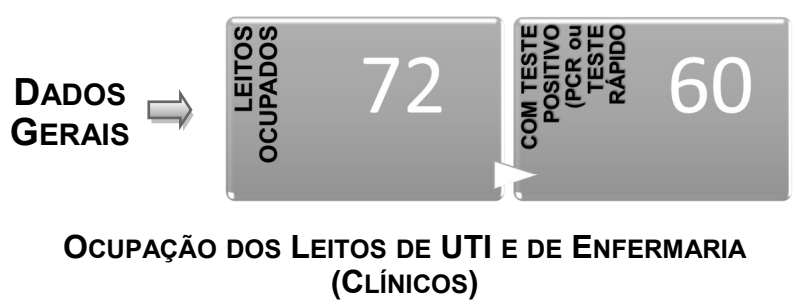 DADOS
GERAIS
LEITOS
OCUPADOS
72
COM TESTE
POSITIVO
(PCR ou
TESTE
RÁPIDO
60
OCUPAÇÃO DOS LEITOS DE UTI E DE ENFERMARIA
(CLÍNICOS)